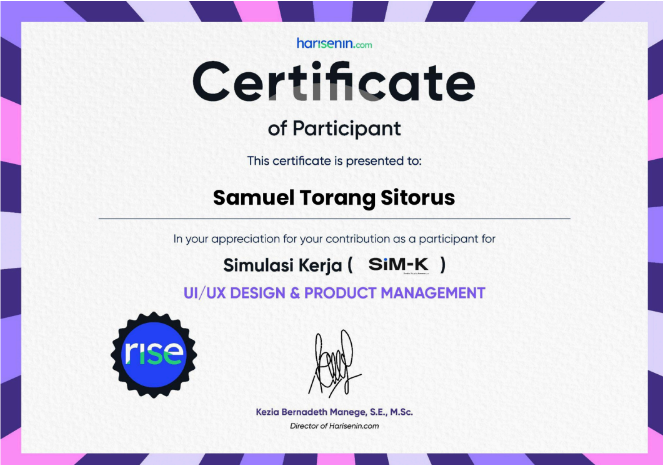 harisenin.com
Certificate
of Participant
This certificate is presented to:
Samuel Torang Sitorus
In your appreciation for your contribution as a participant for
Simulasi Kerja ( SiM-K )
UI/UX DESIGN & PRODUCT MANAGEMENT
rise
Kezia Bernadeth Manege, S.E., M.Sc.
Director of Harisenin.com